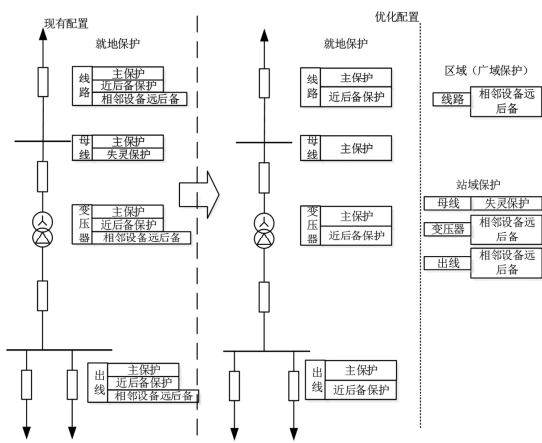 现有配置
就地保护
线路
主保护
近后备保护
相邻设备远后备
母线
主保护
失灵保护
变压器
主保护
近后备保护
相邻设备远后备
出线
主保护
近后备保护
相邻设备远后备
优化配置
就地保护
线路
主保护
近后备保护
母线
主保护
变压器
主保护
近后备保护
出线
主保护
近后备保护
区域（广域保护）
线路
相邻设备远
后备
站域保护
母线
失灵保护
变压器
相邻设备远
后备
出线
相邻设备远
后备